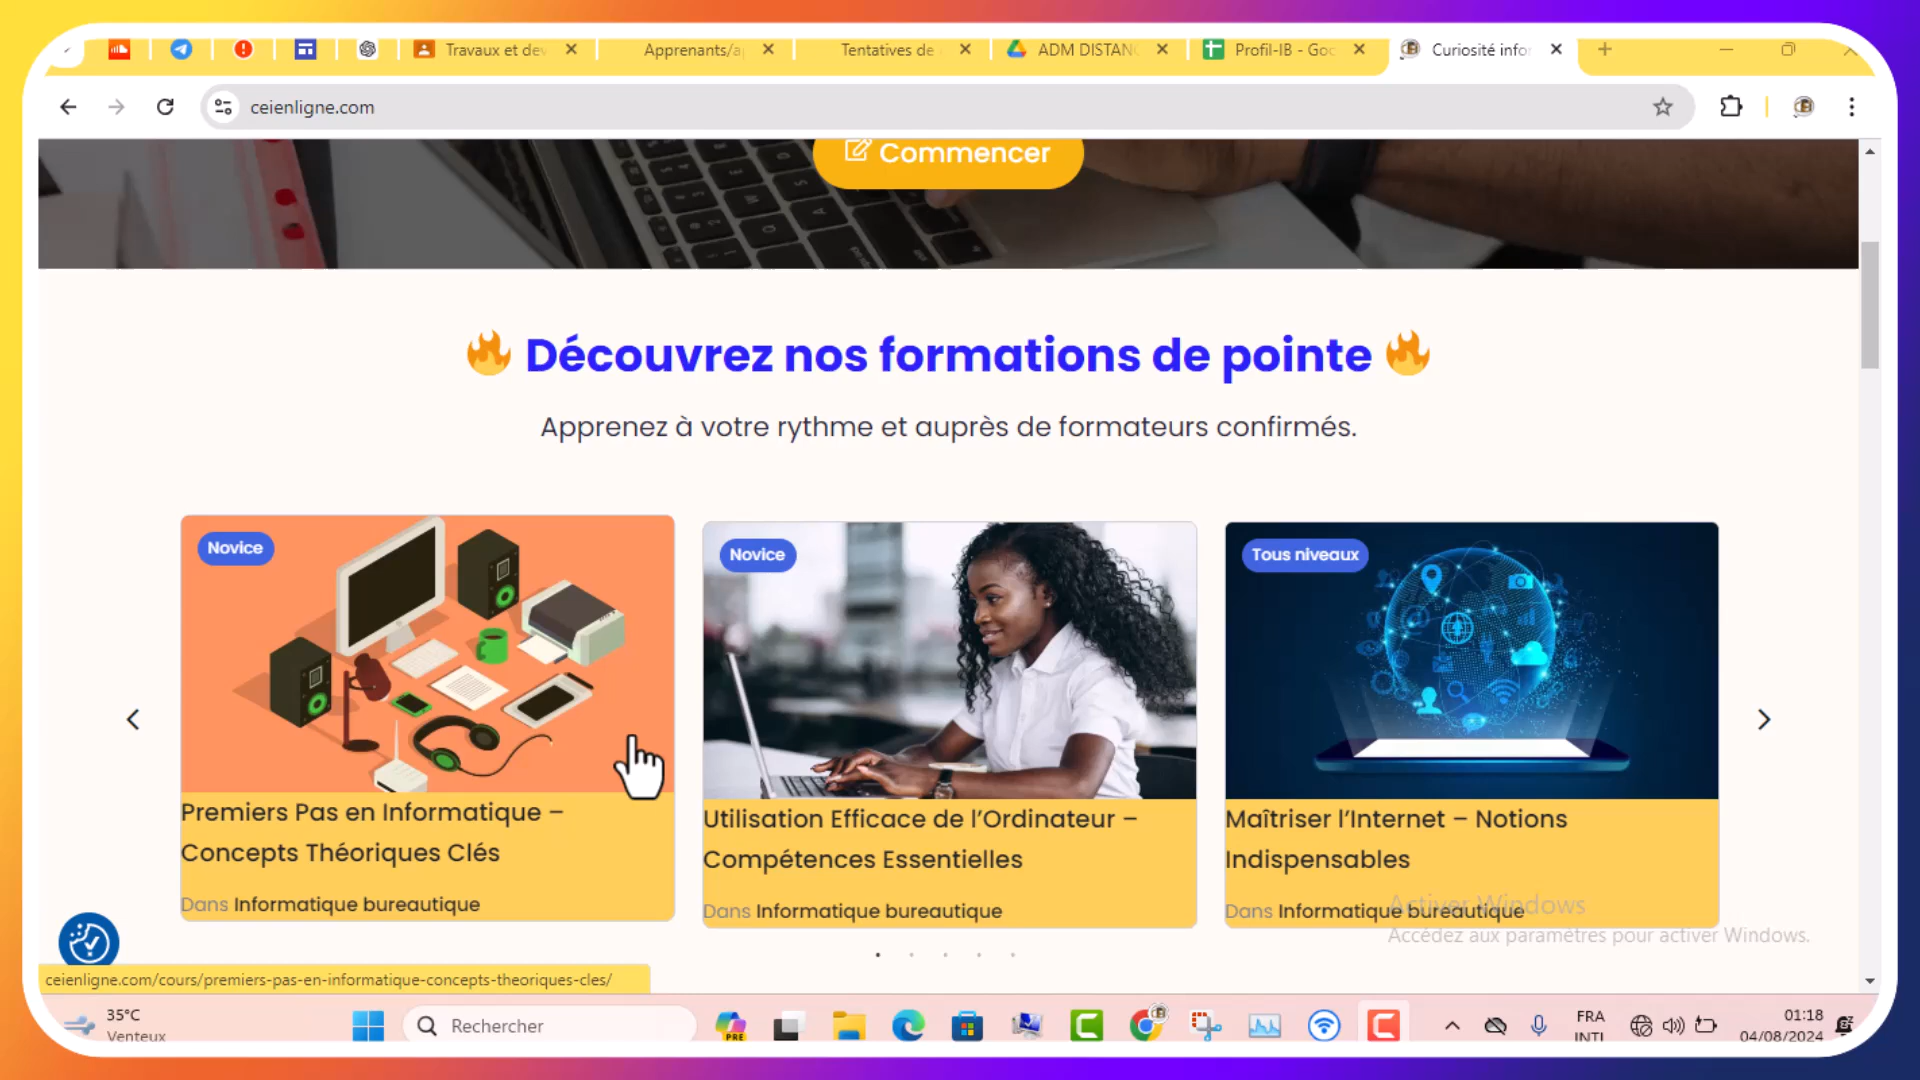 Travaux et dev
Apprenants/a
Tentatives de
ADM DISTAN
Profil-IB - Goo
Curiosité info
ceienligne.com
Commencer
Découvrez nos formations de pointe
Apprenez à votre rythme et auprès de formateurs confirmés.
Novice
Novice
Tous niveaux
Premiers Pas en Informatique –
Concepts Théoriques Clés
Dans Informatique bureautique
Utilisation Efficace de l’Ordinateur –
Compétences Essentielles
Dans Informatique bureautique
Maîtriser l’Internet – Notions
Indispensables
Dans Informatique bureautique
Activer Windows
Accédez aux paramètres pour activer Windows.
ceienligne.com/cours/premiers-pas-en-informatique-concepts-theoriques-cles/
35°C
Venteux
Rechercher
PRE
FRA
INTL
01:18
04/08/2024